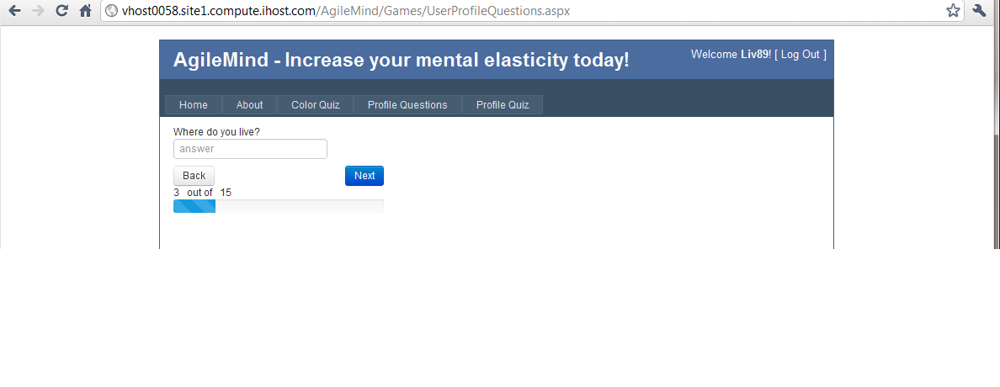 vhost0058.site1.compute.ihost.com/AgileMind/Games/UserProfileQuestions.aspx
AgileMind - Increase your mental elasticity today!
Welcome Liv89! [ Log Out ]
Home About Color Quiz Profile Questions Profile Quiz
Where do you live?
answer
Back Next
3 out of 15